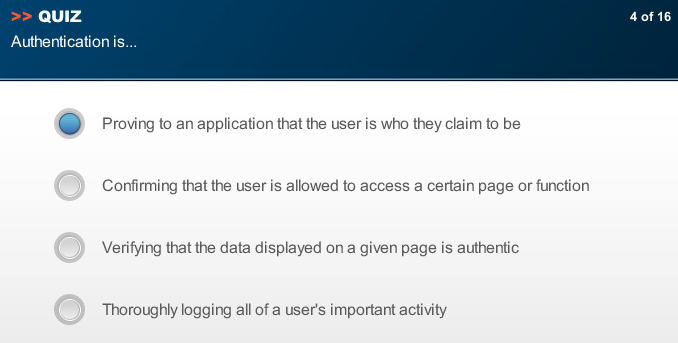 >> QUIZ
4 of 16
Authentication is...
Proving to an application that the user is who they claim to be
Confirming that the user is allowed to access a certain page or function
Verifying that the data displayed on a given page is authentic
Thoroughly logging all of a user's important activity